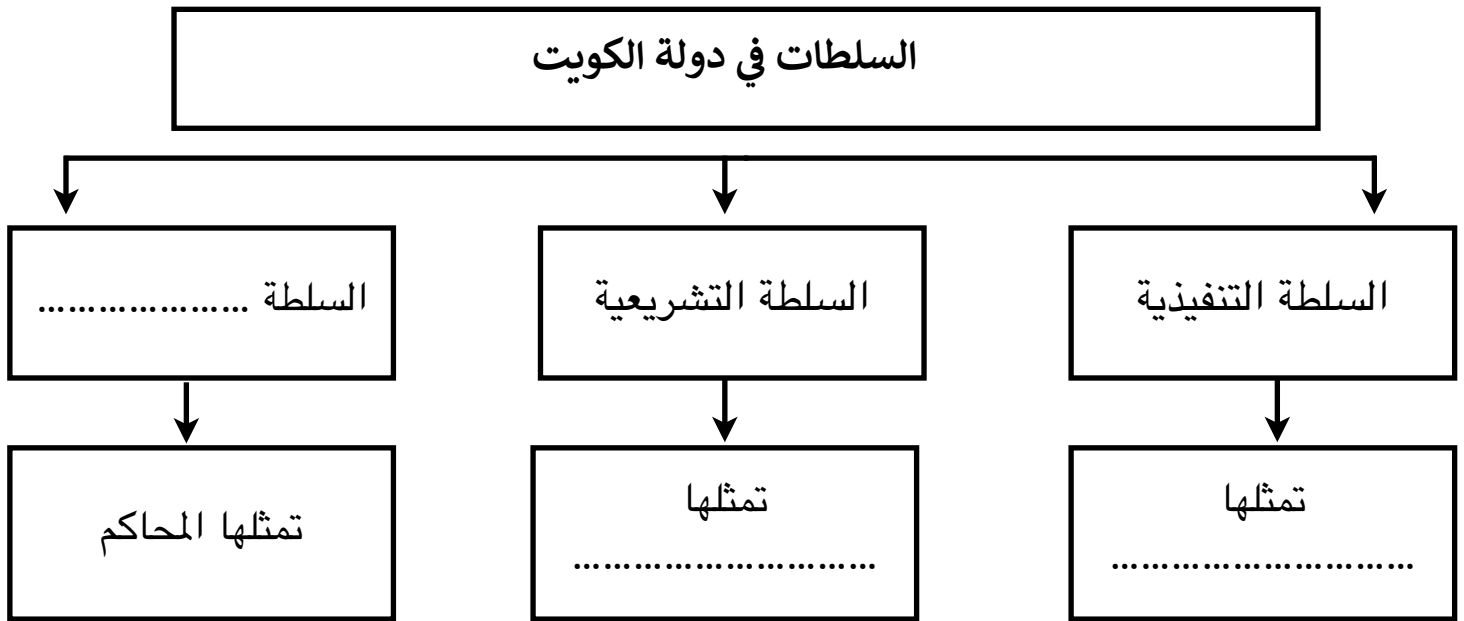 السلطات في دولة الكويت
السلطة التنفيذية
السلطة التشريعية
السلطة .....................
تمثلها
..............................
تمثلها
..............................
تمثلها المحاكم